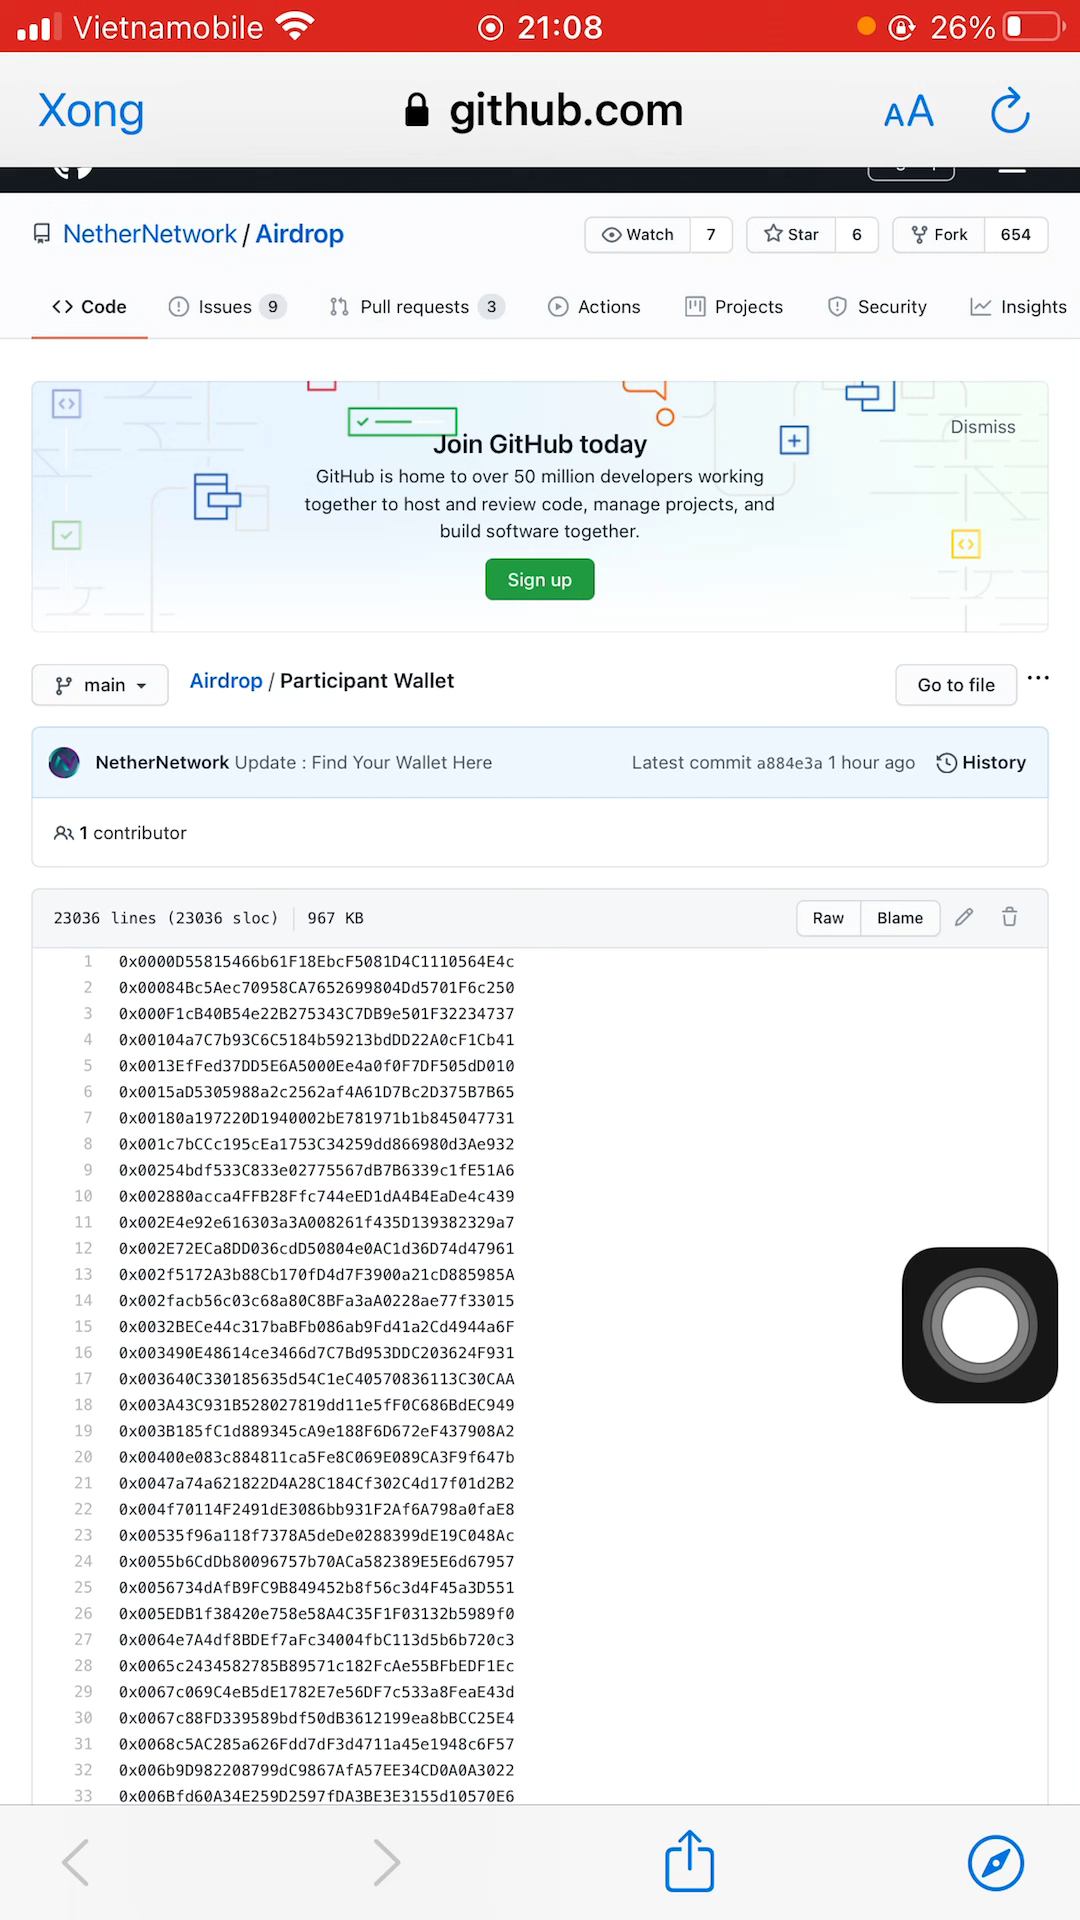 Vietnamobile 21:08 26%
Xong github.com AA
NetherNetwork / Airdrop Watch 7 Star 6 Fork 654
Code Issues 9 Pull requests 3 Actions Projects Security Insights
Dismiss
Join GitHub today
GitHub is home to over 50 million developers working
together to host and review code, manage projects, and
build software together.
Sign up
main Airdrop / Participant Wallet Go to file ...
NetherNetwork Update : Find Your Wallet Here Latest commit a884e3a 1 hour ago History
1 contributor
23036 lines (23036 sloc) 967 KB Raw Blame
1 0x0000D55815466b61F18EbcF5081D4C1110564E4c
2 0x00084Bc5Aec70958CA7652699804Dd5701F6c250
3 0x000F1cB40B54e22B275343C7DB9e501F32234737
4 0x00104a7C7b93C6C5184b59213bdDD22A0cF1Cb41
5 0x0013EfFed37DD5E6A5000Ee4a0f0F7DF505dD010
6 0x0015aD5305988a2c2562af4A61D7Bc2D375B7B65
7 0x00180a197220D1940002bE781971b1b845047731
8 0x001c7bCCc195cEa1753C34259dd866980d3Ae932
9 0x00254bdf533C833e02775567dB7B6339c1fE51A6
10 0x002880acca4FFB28Ffc744eED1dA4B4EaDe4c439
11 0x002E4e92e616303a3A008261f435D139382329a7
12 0x002E72ECa8DD036cdD50804e0AC1d36D74d47961
13 0x002f5172A3b88Cb170fD4d7F3900a21cD885985A
14 0x002facb56c03c68a80C8BFa3aA0228ae77f33015
15 0x0032BECe44c317baBFb086ab9Fd41a2Cd4944a6F
16 0x003490E48614ce3466d7C7Bd953DDC203624F931
17 0x003640C330185635d54C1eC40570836113C30CAA
18 0x003A43C931B528027819dd11e5fF0C686BdEC949
19 0x003B185fC1d889345cA9e188F6D672eF437908A2
20 0x00400e083c884811ca5Fe8C069E089CA3F9f647b
21 0x0047a74a621822D4A28C184Cf302C4d17f01d2B2
22 0x004f70114F2491dE3086bb931F2Af6A798a0faE8
23 0x00535f96a118f7378A5deDe0288399dE19C048Ac
24 0x0055b6CdDb80096757b70ACa582389E5E6d67957
25 0x0056734dAfB9FC9B849452b8f56c3d4F45a3D551
26 0x005EDB1f38420e758e58A4C35F1F03132b5989f0
27 0x0064e7A4df8BDEf7aFc34004fbC113d5b6b720c3
28 0x0065c2434582785B89571c182FcAe55BFbEDF1Ec
29 0x0067c069C4eB5dE1782E7e56DF7c533a8FeaE43d
30 0x0067c88FD339589bdf50dB3612199ea8bBCC25E4
31 0x0068c5AC285a626Fdd7dF3d4711a45e1948c6F57
32 0x006b9D982208799dC9867AfA57EE34CD0A0A3022
33 0x006Bfd60A34E259D2597fDA3BE3E3155d10570E6